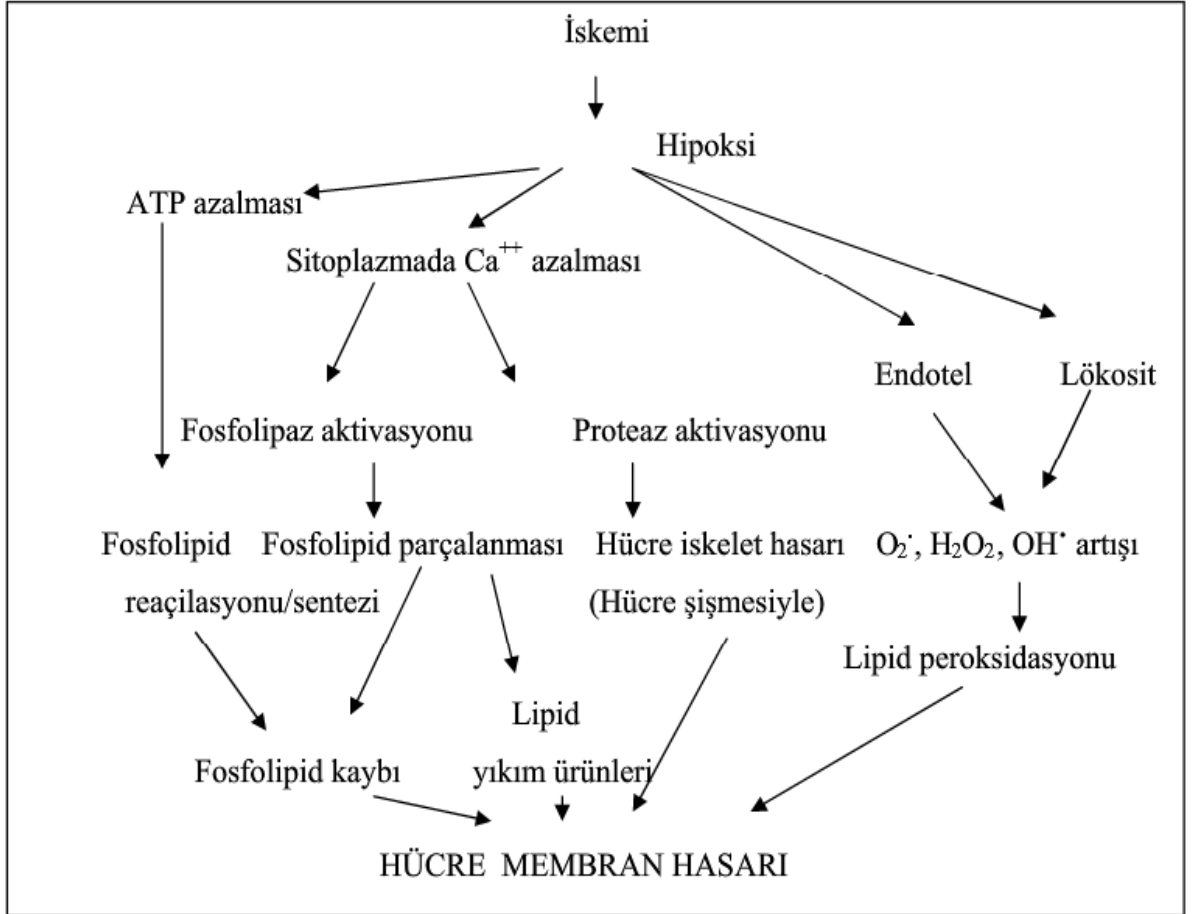 İskemi
Hipoksi
ATP azalması
Sitoplazmada Ca⁺⁺ azalması
Endotel
Lökosit
Fosfolipaz aktivasyonu
Proteaz aktivasyonu
Fosfolipid
reaçilasyonu/sentezi
Fosfolipid parçalanması
Hücre iskelet hasarı
(Hücre şişmesiyle)
O₂˙, H₂O₂, OH˙ artışı
Lipid peroksidasyonu
Lipid
yıkım ürünleri
Fosfolipid kaybı
HÜCRE MEMBRAN HASARI